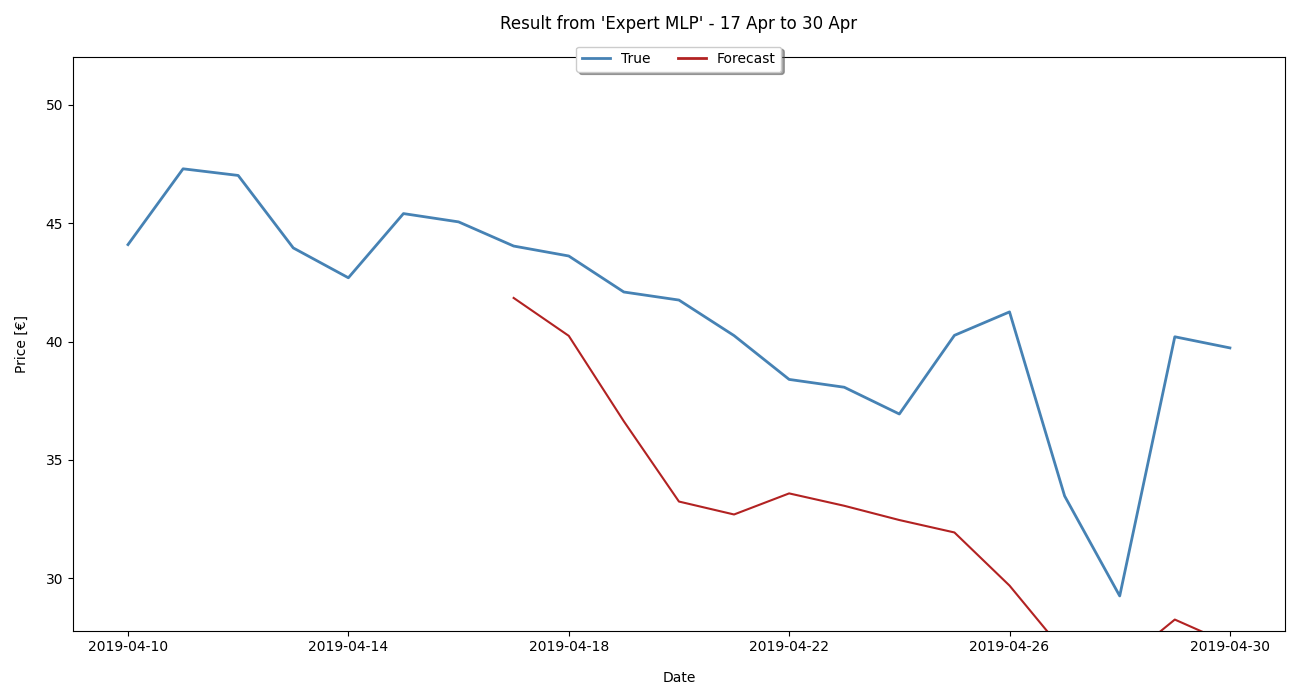 Result from 'Expert MLP' - 17 Apr to 30 Apr
True Forecast
50
45
40
35
30
Price [€]
2019-04-10 2019-04-14 2019-04-18 2019-04-22 2019-04-26 2019-04-30
Date